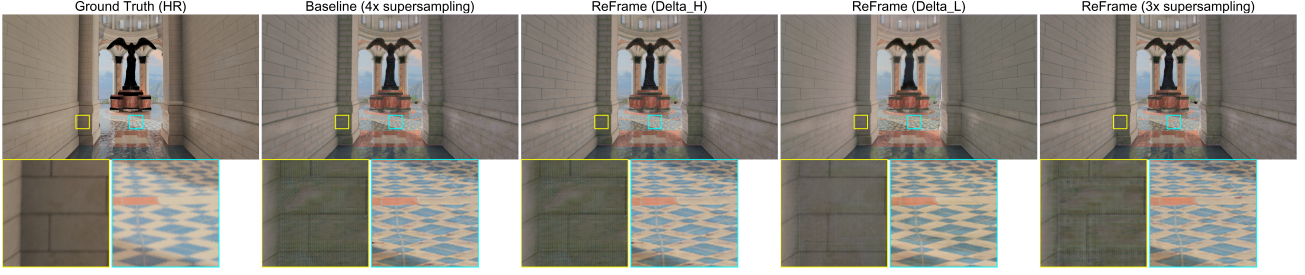 Ground Truth (HR)
Baseline (4x supersampling)
ReFrame (Delta_H)
ReFrame (Delta_L)
ReFrame (3x supersampling)